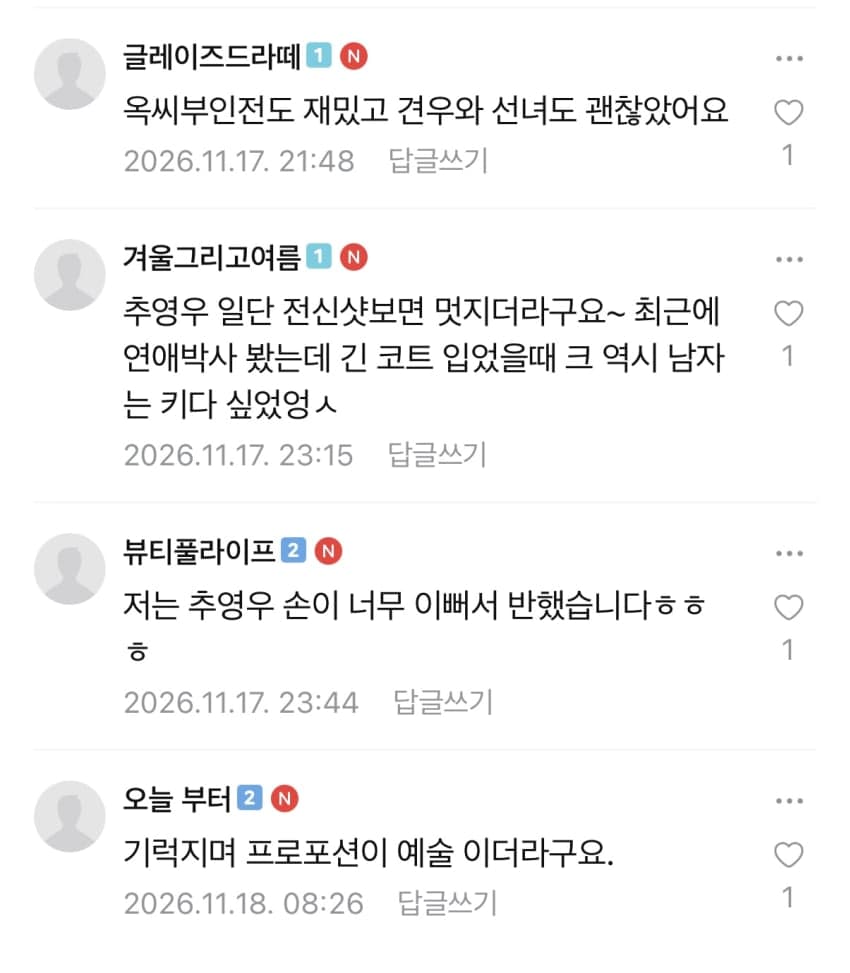 글레이즈드라떼 1 N
옥씨부인전도 재밌고 견우와 선녀도 괜찮았어요
2026.11.17. 21:48 답글쓰기
1
겨울그리고여름 1 N
추영우 일단 전신샷보면 멋지더라구요~ 최근에
연애박사 봤는데 긴 코트 입었을때 크 역시 남자
는 키다 싶었엉ㅅ
2026.11.17. 23:15 답글쓰기
1
뷰티풀라이프 2 N
저는 추영우 손이 너무 이뻐서 반했습니다ㅎㅎ
ㅎ
2026.11.17. 23:44 답글쓰기
1
오늘 부터 2 N
기럭지며 프로포션이 예술 이더라구요.
2026.11.18. 08:26 답글쓰기
1